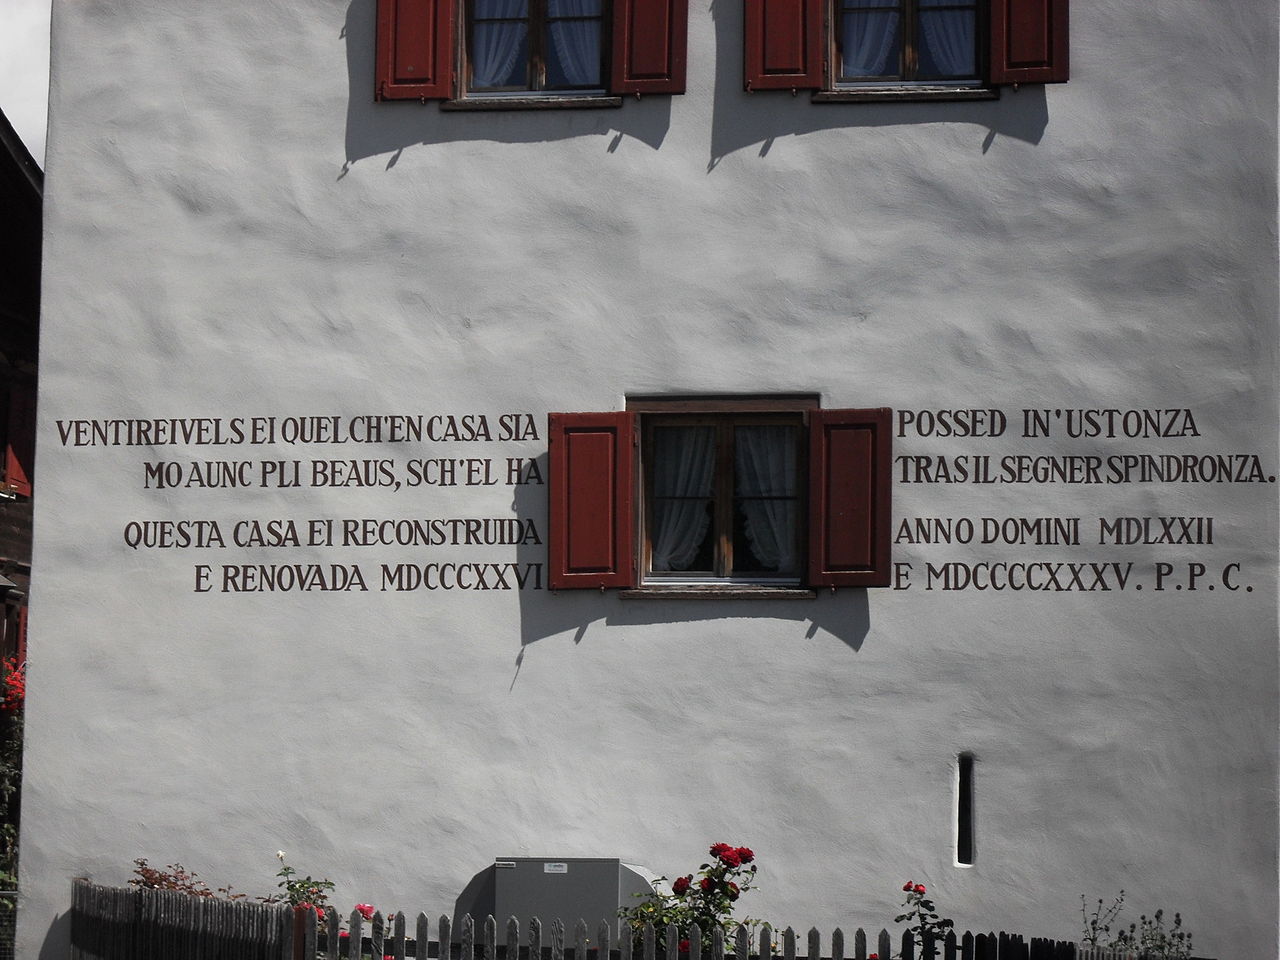 VENTIREIVELS EI QUEL CH'EN CASA SIA POSSED IN'USTONZA
MO AUNC PLI BEAUS, SCH'EL HA TRAS IL SEGNER SPINDRONZA.
QUESTA CASA EI RECONSTRUIDA ANNO DOMINI MDLXXII
E RENOVADA MDCCCXXVI E MDCCCCXXXV. P.P.C.